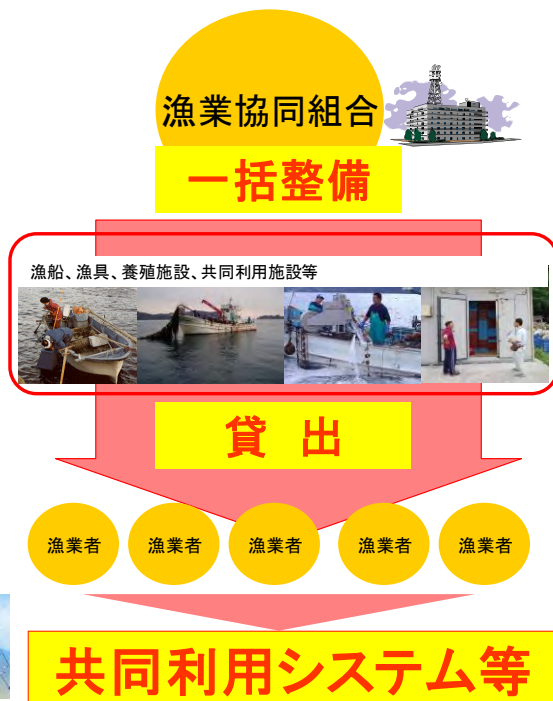 漁業協同組合
一括整備
漁船、漁具、養殖施設、共同利用施設等
貸 出
漁業者 漁業者 漁業者 漁業者 漁業者
共同利用システム等